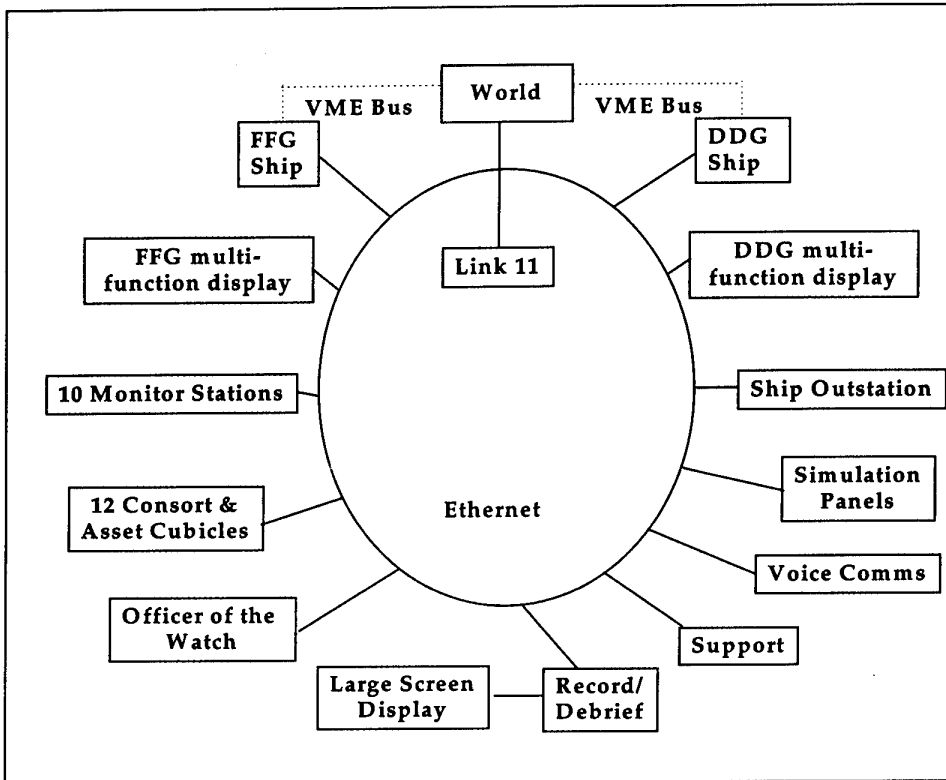 World
VME Bus
VME Bus
FFG
Ship
DDG
Ship
FFG multi-
function display
Link 11
DDG multi-
function display
10 Monitor Stations
Ship Outstation
12 Consort &
Asset Cubicles
Ethernet
Simulation
Panels
Voice Comms
Officer of the
Watch
Support
Large Screen
Display
Record/
Debrief